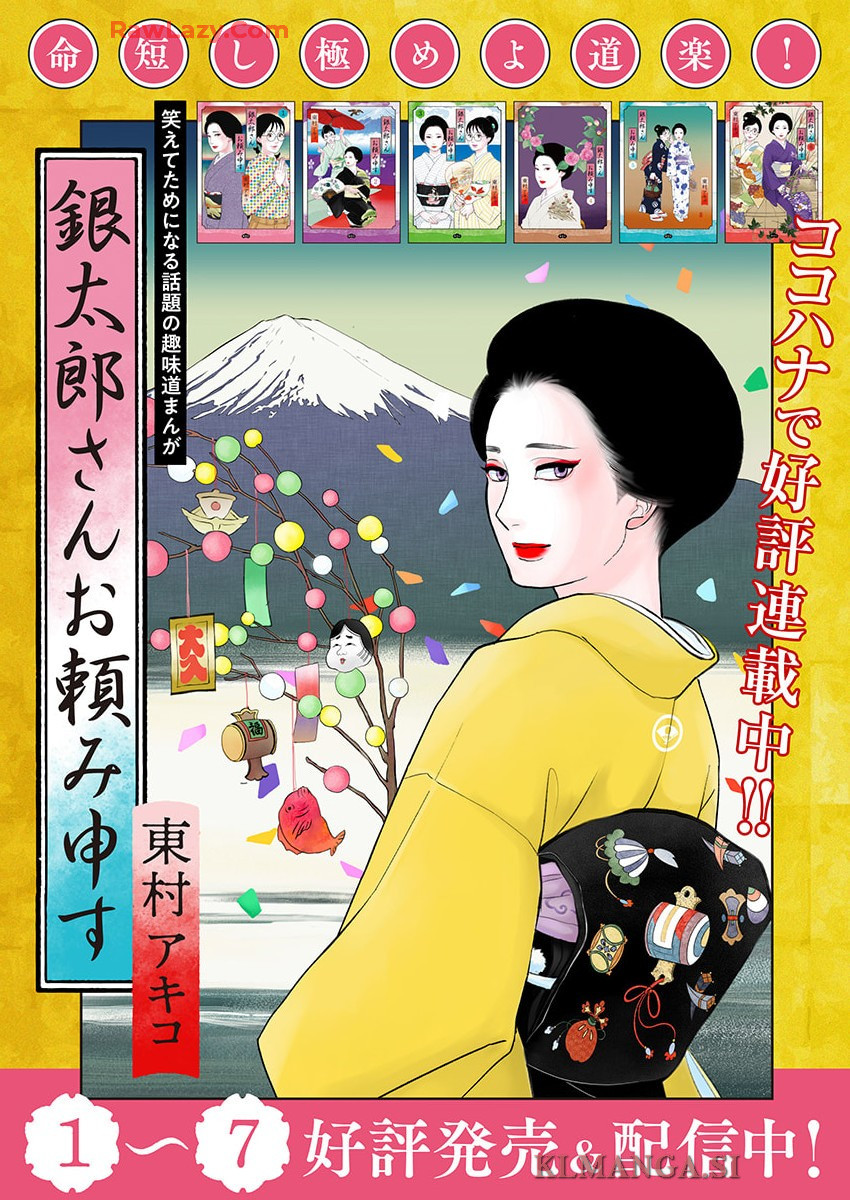 RawLazy.Com
命短し極めよ道楽！
笑えてためになる話題の趣味道まんが
銀太郎さんお頼み申す
東村アキコ
ココハナで好評連載中!!
大入
福
1〜7 好評発売&配信中!
KLMANGA.SI